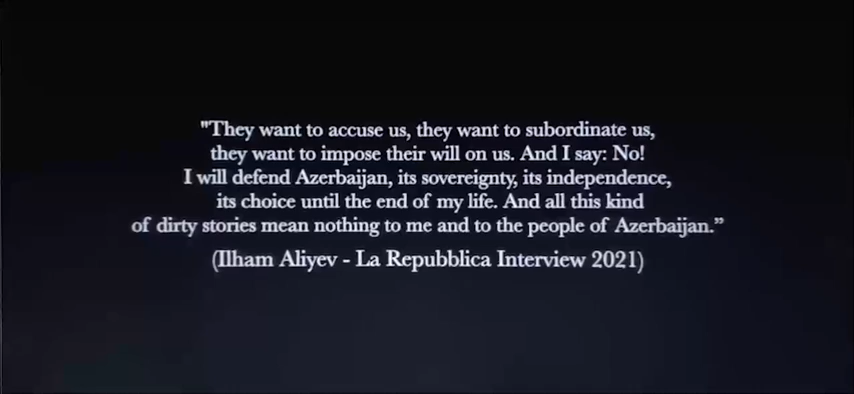 "They want to accuse us, they want to subordinate us,
they want to impose their will on us. And I say: No!
I will defend Azerbaijan, its sovereignty, its independence,
its choice until the end of my life. And all this kind
of dirty stories mean nothing to me and to the people of Azerbaijan.”
(Ilham Aliyev - La Repubblica Interview 2021)